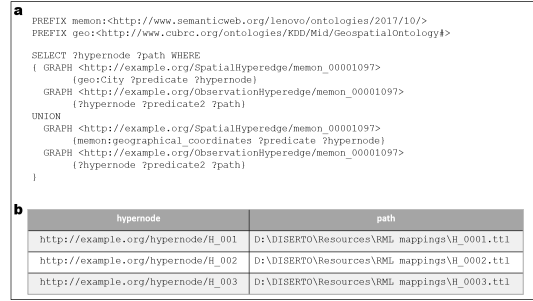 a
PREFIX memon:<http://www.semanticweb.org/lenovo/ontologies/2017/10/>
PREFIX geo:<http://www.cubrc.org/ontologies/KDD/Mid/GeospatialOntology#>
SELECT ?hypernode ?path WHERE
{ GRAPH <http://example.org/SpatialHyperedge/memon_00001097>
{geo:City ?predicate ?hypernode}
GRAPH <http://example.org/ObservationHyperedge/memon_00001097>
{?hypernode ?predicate2 ?path}
UNION
GRAPH <http://example.org/SpatialHyperedge/memon_00001097>
{memon:geographical_coordinates ?predicate ?hypernode}
GRAPH <http://example.org/ObservationHyperedge/memon_00001097>
{?hypernode ?predicate2 ?path}
}
b
hypernode path
http://example.org/hypernode/H_001 D:\DISERTO\Resources\RML mappings\H_0001.ttl
http://example.org/hypernode/H_002 D:\DISERTO\Resources\RML mappings\H_0002.ttl
http://example.org/hypernode/H_003 D:\DISERTO\Resources\RML mappings\H_0003.ttl